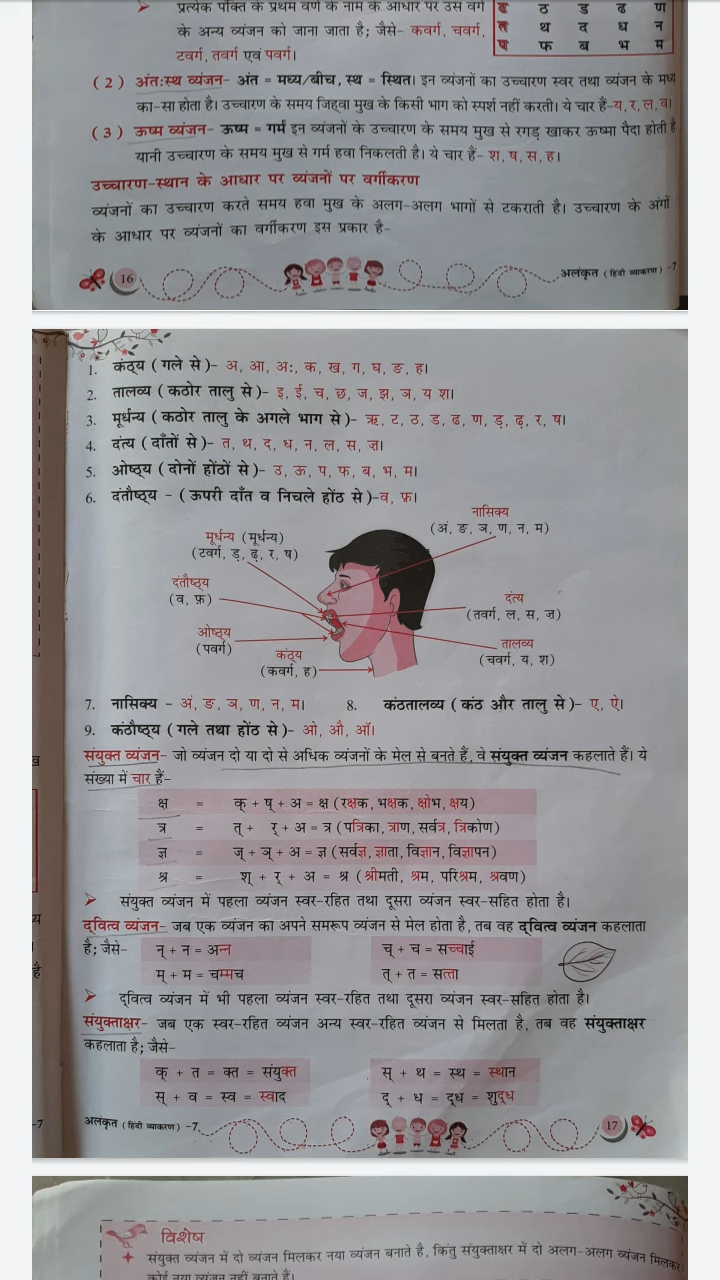 प्रत्येक पंक्ति के प्रथम वर्ण के नाम के आधार पर उस वर्ग
के अन्य व्यंजन को जाना जाता है; जैसे- कवर्ग, चवर्ग,
टवर्ग, तवर्ग एवं पवर्ग।
ट ठ ड ढ ण
त थ द ध न
प फ ब भ म
(2) अंतःस्थ व्यंजन- अंत = मध्य/बीच, स्थ = स्थित। इन व्यंजनों का उच्चारण स्वर तथा व्यंजन के मध्य
का-सा होता है। उच्चारण के समय जिह्वा मुख के किसी भाग को स्पर्श नहीं करती। ये चार हैं-य, र, ल, व।
(3) ऊष्म व्यंजन- ऊष्म = गर्म इन व्यंजनों के उच्चारण के समय मुख से रगड़ खाकर ऊष्मा पैदा होती है
यानी उच्चारण के समय मुख से गर्म हवा निकलती है। ये चार हैं- श, ष, स, ह।
उच्चारण-स्थान के आधार पर व्यंजनों पर वर्गीकरण
व्यंजनों का उच्चारण करते समय हवा मुख के अलग-अलग भागों से टकराती है। उच्चारण के अंगों
के आधार पर व्यंजनों का वर्गीकरण इस प्रकार है-
16
अलंकृत (हिंदी व्याकरण) -7
1. कंठ्य (गले से)- अ, आ, अः, क, ख, ग, घ, ङ, ह।
2. तालव्य (कठोर तालु से)- इ, ई, च, छ, ज, झ, ञ, य श।
3. मूर्धन्य (कठोर तालु के अगले भाग से)- ऋ, ट, ठ, ड, ढ, ण, ड़, ढ़, र, ष।
4. दंत्य (दाँतों से)- त, थ, द, ध, न, ल, स, ज़।
5. ओष्ठ्य (दोनों होंठों से)- उ, ऊ, प, फ, ब, भ, म।
6. दंतौष्ठ्य - (ऊपरी दाँत व निचले होंठ से)-व, फ़।
नासिक्य
(अं, ङ, ञ, ण, न, म)
मूर्धन्य (मूर्धन्य)
(टवर्ग, ड़, ढ़, र, ष)
दंतौष्ठ्य
(व, फ़)
दंत्य
(तवर्ग, ल, स, ज़)
ओष्ठ्य
(पवर्ग)
तालव्य
(चवर्ग, य, श)
कंठ्य
(कवर्ग, ह)
7. नासिक्य - अं, ङ, ञ, ण, न, म। 8. कंठतालव्य (कंठ और तालु से)- ए, ऐ।
9. कंठौष्ठ्य (गले तथा होंठ से)- ओ, औ, ऑ।
संयुक्त व्यंजन- जो व्यंजन दो या दो से अधिक व्यंजनों के मेल से बनते हैं, वे संयुक्त व्यंजन कहलाते हैं। ये
संख्या में चार हैं-
क्ष = क् + ष् + अ = क्ष (रक्षक, भक्षक, क्षोभ, क्षय)
त्र = त् + र् + अ = त्र (पत्रिका, त्राण, सर्वत्र, त्रिकोण)
ज्ञ = ज् + ञ् + अ = ज्ञ (सर्वज्ञ, ज्ञाता, विज्ञान, विज्ञापन)
श्र = श् + र् + अ = श्र (श्रीमती, श्रम, परिश्रम, श्रवण)
➢ संयुक्त व्यंजन में पहला व्यंजन स्वर-रहित तथा दूसरा व्यंजन स्वर-सहित होता है।
द्वित्व व्यंजन- जब एक व्यंजन का अपने समरूप व्यंजन से मेल होता है, तब वह द्वित्व व्यंजन कहलाता
है; जैसे- न् + न = अन्न च् + च = सच्चाई
म् + म = चम्मच त् + त = सत्ता
➢ द्वित्व व्यंजन में भी पहला व्यंजन स्वर-रहित तथा दूसरा व्यंजन स्वर-सहित होता है।
संयुक्ताक्षर- जब एक स्वर-रहित व्यंजन अन्य स्वर-रहित व्यंजन से मिलता है, तब वह संयुक्ताक्षर
कहलाता है; जैसे-
क् + त = क्त = संयुक्त स् + थ = स्थ = स्थान
स् + व = स्व = स्वाद द् + ध = द्ध = शुद्ध
अलंकृत (हिंदी व्याकरण) -7
17
विशेष
संयुक्त व्यंजन में दो व्यंजन मिलकर नया व्यंजन बनाते है, किंतु संयुक्ताक्षर में दो अलग-अलग व्यंजन मिलकर
कोई नया व्यंजन नहीं बनाते हैं।